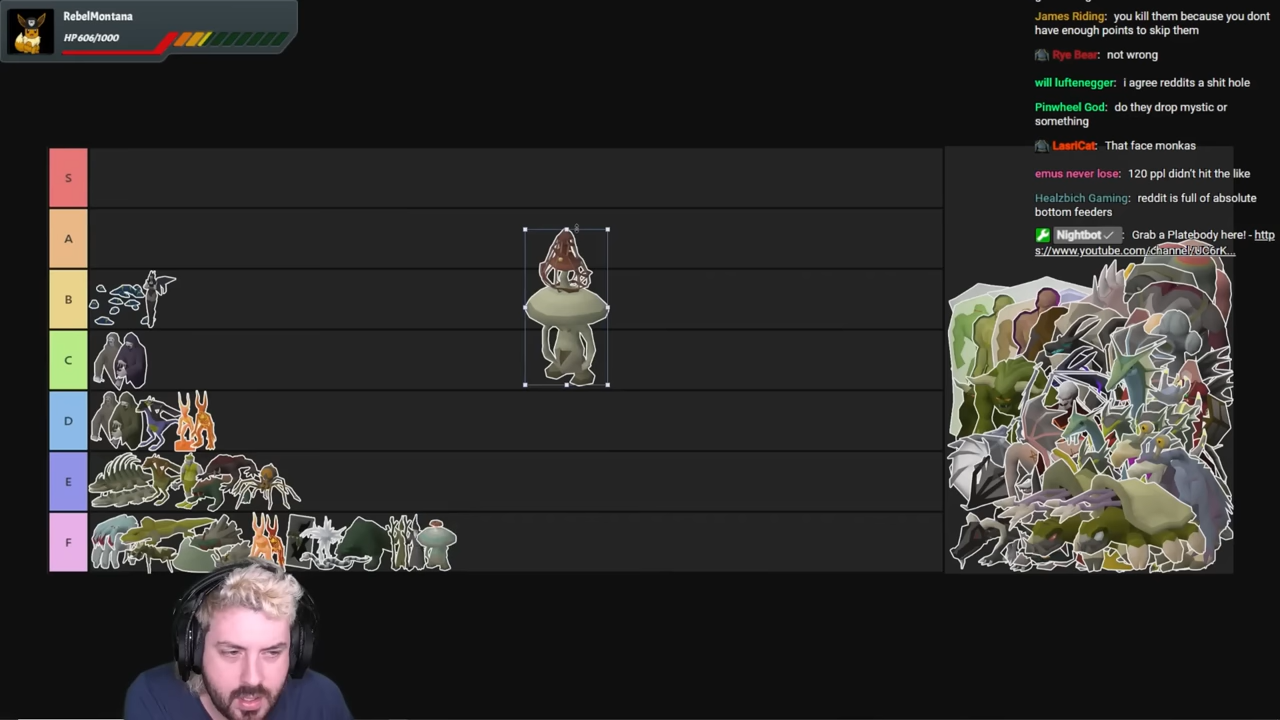 RebelMontana
HP 606/1000
James Riding: you kill them because you dont
have enough points to skip them
Rye Bear: not wrong
will luftenegger: i agree reddits a shit hole
Pinwheel God: do they drop mystic or
something
LasriCat: That face monkas
emus never lose: 120 ppl didn't hit the like
Healzbich Gaming: reddit is full of absolute
bottom feeders
Nightbot: Grab a Platebody here! - http
s://www.youtube.com/channel/UC6rK...
S
A
B
C
D
E
F